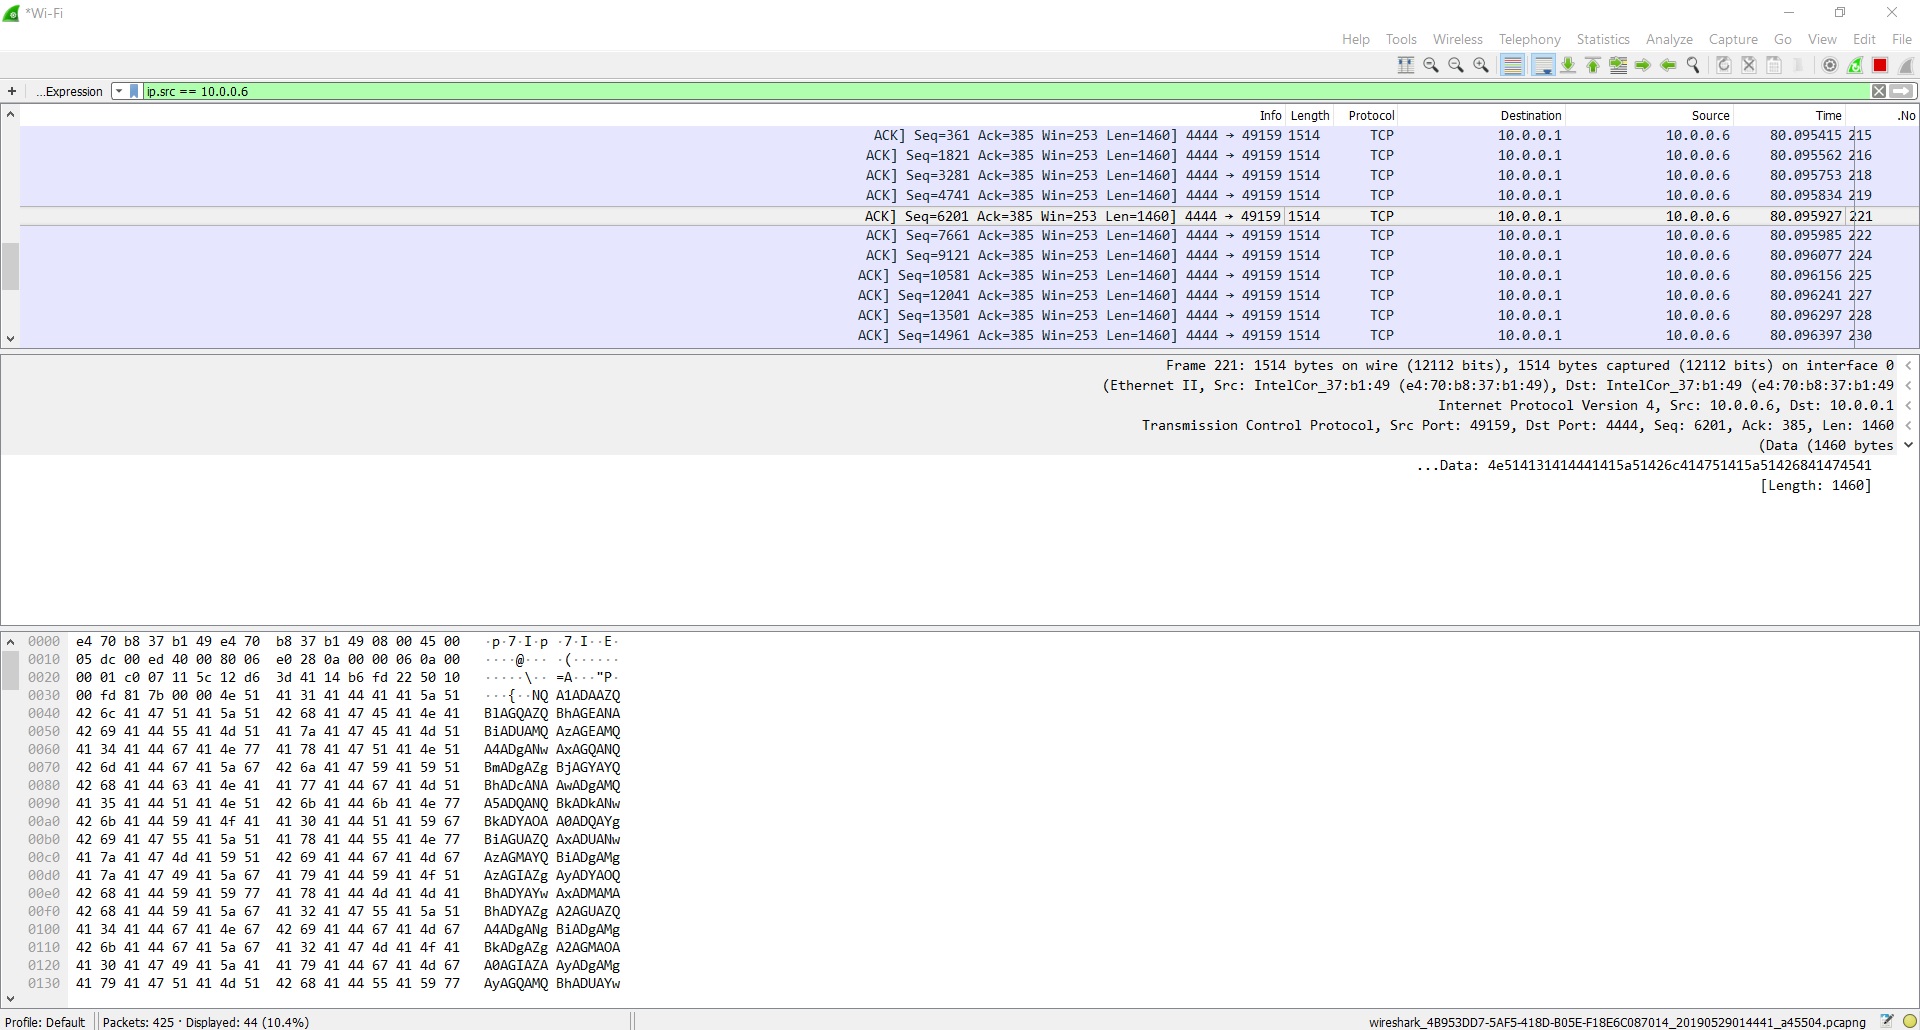 *Wi-Fi
Help Tools Wireless Telephony Statistics Analyze Capture Go View Edit File
+ ...Expression ip.src == 10.0.0.6
Info Length Protocol Destination Source Time .No
ACK] Seq=361 Ack=385 Win=253 Len=1460] 4444 → 49159 1514 TCP 10.0.0.1 10.0.0.6 80.095415 215
ACK] Seq=1821 Ack=385 Win=253 Len=1460] 4444 → 49159 1514 TCP 10.0.0.1 10.0.0.6 80.095562 216
ACK] Seq=3281 Ack=385 Win=253 Len=1460] 4444 → 49159 1514 TCP 10.0.0.1 10.0.0.6 80.095753 218
ACK] Seq=4741 Ack=385 Win=253 Len=1460] 4444 → 49159 1514 TCP 10.0.0.1 10.0.0.6 80.095834 219
ACK] Seq=6201 Ack=385 Win=253 Len=1460] 4444 → 49159 1514 TCP 10.0.0.1 10.0.0.6 80.095927 221
ACK] Seq=7661 Ack=385 Win=253 Len=1460] 4444 → 49159 1514 TCP 10.0.0.1 10.0.0.6 80.095985 222
ACK] Seq=9121 Ack=385 Win=253 Len=1460] 4444 → 49159 1514 TCP 10.0.0.1 10.0.0.6 80.096077 224
ACK] Seq=10581 Ack=385 Win=253 Len=1460] 4444 → 49159 1514 TCP 10.0.0.1 10.0.0.6 80.096156 225
ACK] Seq=12041 Ack=385 Win=253 Len=1460] 4444 → 49159 1514 TCP 10.0.0.1 10.0.0.6 80.096241 227
ACK] Seq=13501 Ack=385 Win=253 Len=1460] 4444 → 49159 1514 TCP 10.0.0.1 10.0.0.6 80.096297 228
ACK] Seq=14961 Ack=385 Win=253 Len=1460] 4444 → 49159 1514 TCP 10.0.0.1 10.0.0.6 80.096397 230
Frame 221: 1514 bytes on wire (12112 bits), 1514 bytes captured (12112 bits) on interface 0
(Ethernet II, Src: IntelCor_37:b1:49 (e4:70:b8:37:b1:49), Dst: IntelCor_37:b1:49 (e4:70:b8:37:b1:49
Internet Protocol Version 4, Src: 10.0.0.6, Dst: 10.0.0.1
Transmission Control Protocol, Src Port: 49159, Dst Port: 4444, Seq: 6201, Ack: 385, Len: 1460
(Data (1460 bytes
...Data: 4e514131414441415a51426c414751415a51426841474541
[Length: 1460]
0000 e4 70 b8 37 b1 49 e4 70 b8 37 b1 49 08 00 45 00 ·p·7·I·p ·7·I··E·
0010 05 dc 00 ed 40 00 80 06 e0 28 0a 00 00 06 0a 00 ····@··· ·(······
0020 00 01 c0 07 11 5c 12 d6 3d 41 14 b6 fd 22 50 10 ·····\·· =A···"P·
0030 00 fd 81 7b 00 00 4e 51 41 31 41 44 41 41 5a 51 ···{··NQ A1ADAAZQ
0040 42 6c 41 47 51 41 5a 51 42 68 41 47 45 41 4e 41 BlAGQAZQ BhAGEANA
0050 42 69 41 44 55 41 4d 51 41 7a 41 47 45 41 4d 51 BiADUAMQ AzAGEAMQ
0060 41 34 41 44 67 41 4e 77 41 78 41 47 51 41 4e 51 A4ADgANw AxAGQANQ
0070 42 6d 41 44 67 41 5a 67 42 6a 41 47 59 41 59 51 BmADgAZg BjAGYAYQ
0080 42 68 41 44 63 41 4e 41 41 77 41 44 67 41 4d 51 BhADcANA AwADgAMQ
0090 41 35 41 44 51 41 4e 51 42 6b 41 44 6b 41 4e 77 A5ADQANQ BkADkANw
00a0 42 6b 41 44 59 41 4f 41 41 30 41 44 51 41 59 67 BkADYAOA A0ADQAYg
00b0 42 69 41 47 55 41 5a 51 41 78 41 44 55 41 4e 77 BiAGUAZQ AxADUANw
00c0 41 7a 41 47 4d 41 59 51 42 69 41 44 67 41 4d 67 AzAGMAYQ BiADgAMg
00d0 41 7a 41 47 49 41 5a 67 41 79 41 44 59 41 4f 51 AzAGIAZg AyADYAOQ
00e0 42 68 41 44 59 41 59 77 41 78 41 44 4d 41 4d 41 BhADYAYw AxADMAMA
00f0 42 68 41 44 59 41 5a 67 41 32 41 47 55 41 5a 51 BhADYAZg A2AGUAZQ
0100 41 34 41 44 67 41 4e 67 42 69 41 44 67 41 4d 67 A4ADgANg BiADgAMg
0110 42 6b 41 44 67 41 5a 67 41 32 41 47 4d 41 4f 41 BkADgAZg A2AGMAOA
0120 41 30 41 47 49 41 5a 41 41 79 41 44 67 41 4d 67 A0AGIAZA AyADgAMg
0130 41 79 41 47 51 41 4d 51 42 68 41 44 55 41 59 77 AyAGQAMQ BhADUAYw
Profile: Default Packets: 425 · Displayed: 44 (10.4%) wireshark_4B953DD7-5AF5-418D-B05E-F18E6C087014_20190529014441_a45504.pcapng